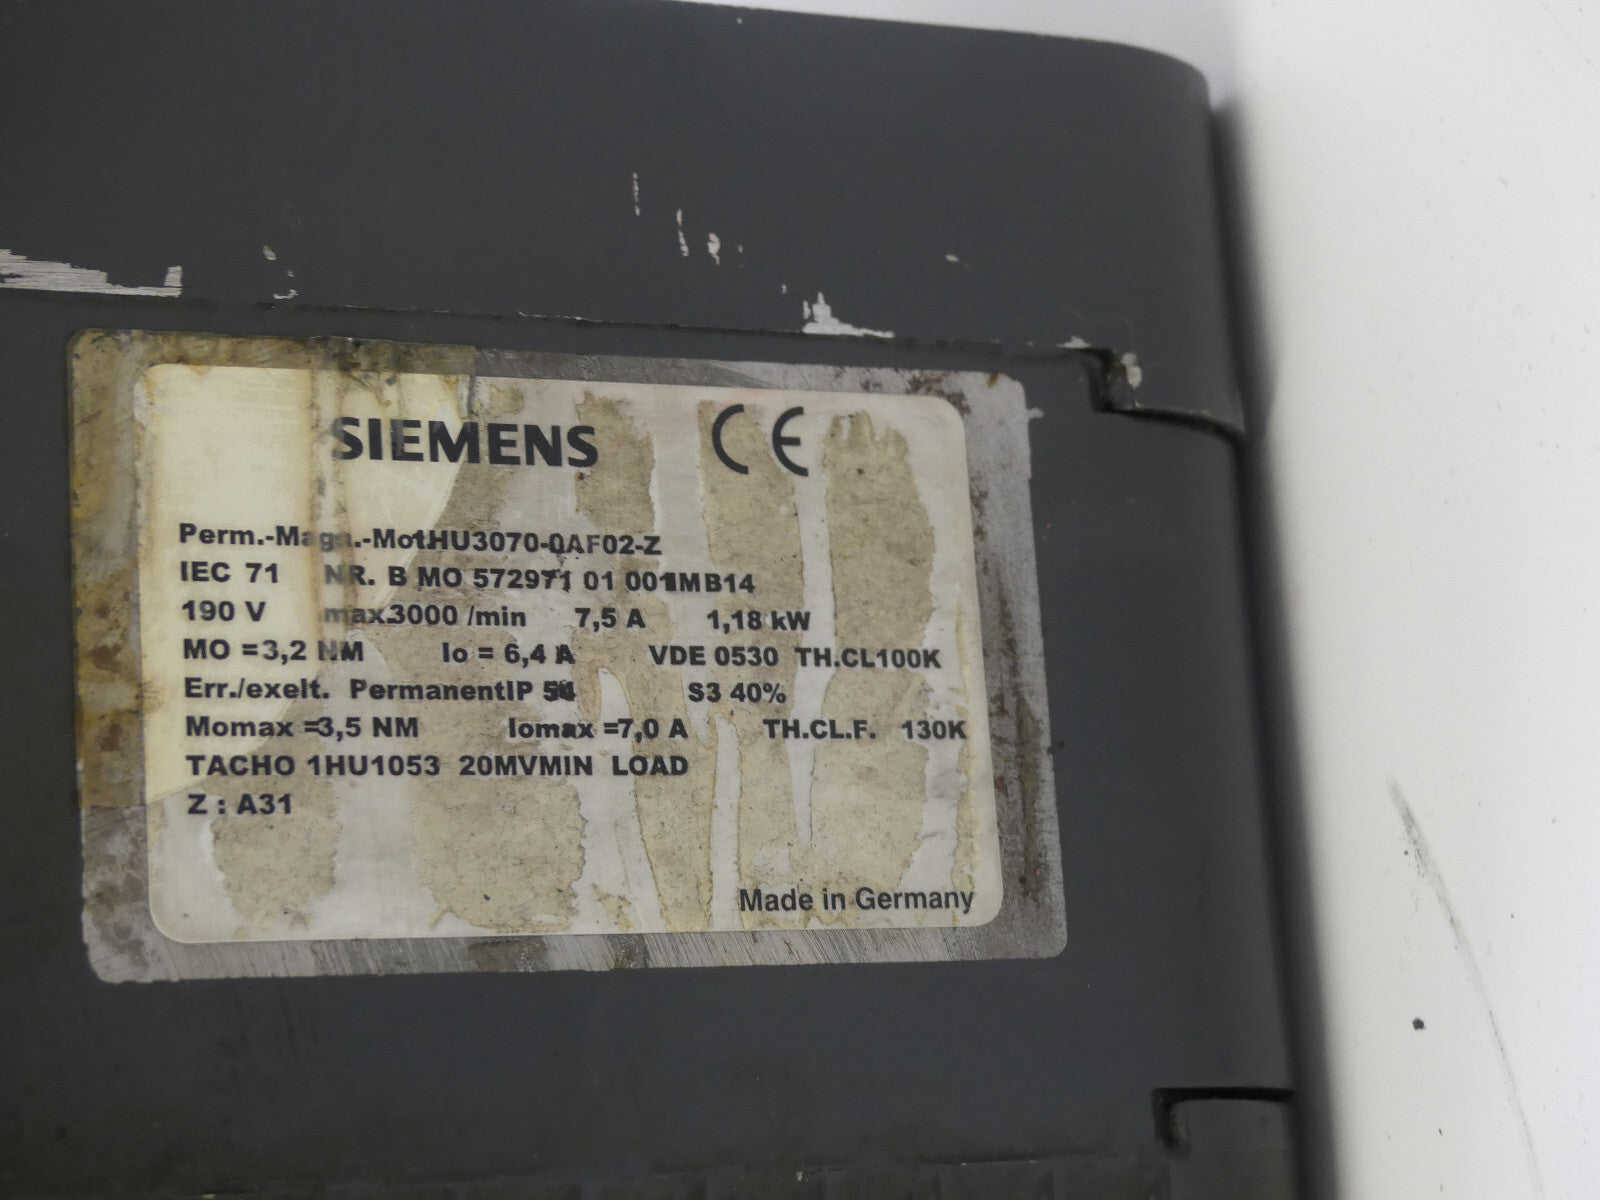 SIEMENS CE
Perm.-Magn.-Mot.1HU3070-0AF02-Z
IEC 71 NR. B MO 572971 01 001 IMB14
190 V max.3000 /min 7,5 A 1,18 kW
MO =3,2 NM Io = 6,4 A VDE 0530 TH.CL100K
Err./exeit. Permanent IP
S3 40%
Momax =3,5 NM Iomax =7,0 A TH.CL.F. 130K
TACHO 1HU1053 20MVMIN LOAD
Z : A31
Made in Germany